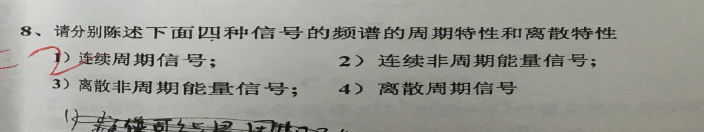 8、请分别陈述下面四种信号的频谱的周期特性和离散特性
1）连续周期信号； 2）连续非周期能量信号；
3）离散非周期能量信号； 4）离散周期信号